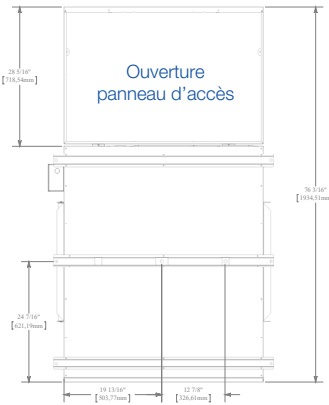 28 5/16"
[718,54mm]
Ouverture
panneau d'accès
76 3/16"
[1934,51mm
24 7/16"
[621,19mm]
19 13/16"
[503,77mm]
12 7/8"
[326,61mm]